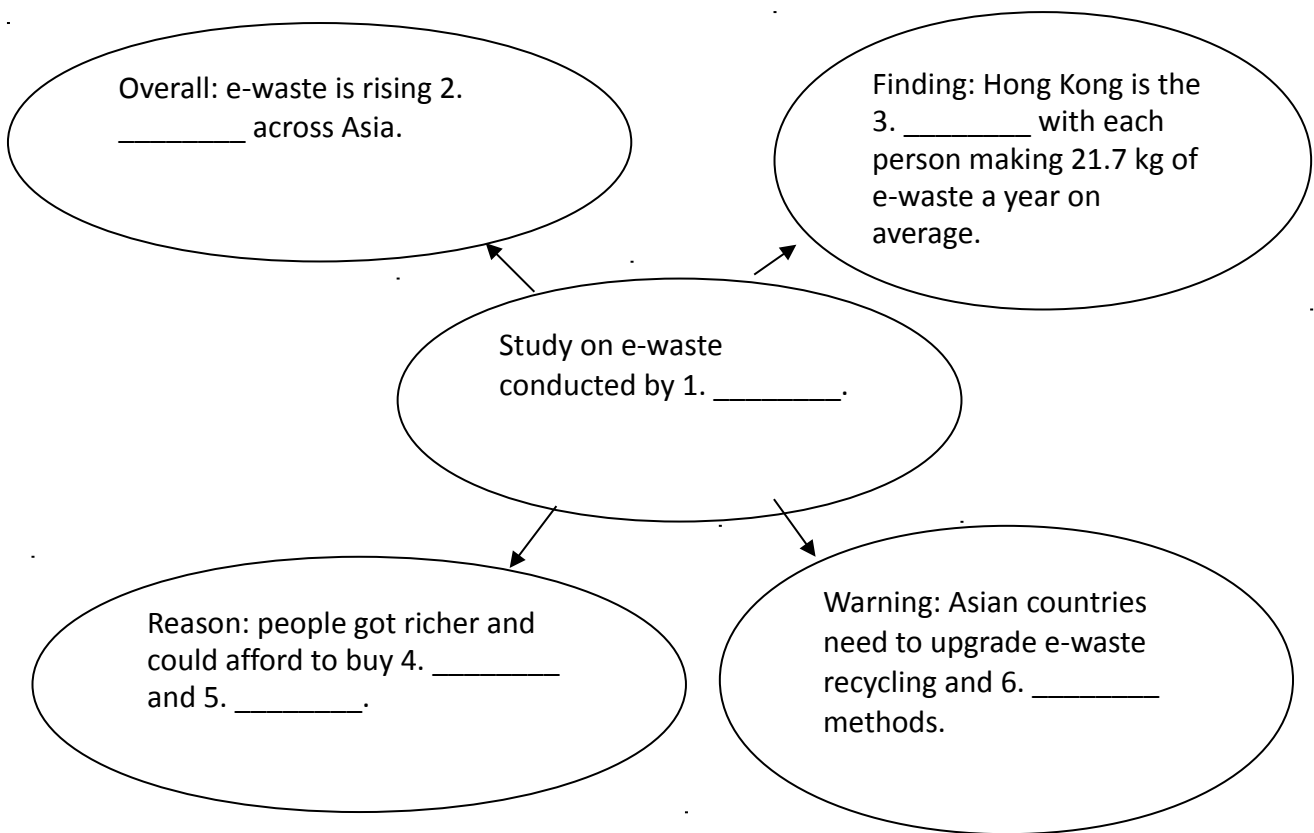 Overall: e-waste is rising 2.
________ across Asia.
Finding: Hong Kong is the
3. ________ with each
person making 21.7 kg of
e-waste a year on
average.
Study on e-waste
conducted by 1. ________.
Reason: people got richer and
could afford to buy 4. ________
and 5. ________.
Warning: Asian countries
need to upgrade e-waste
recycling and 6. ________
methods.